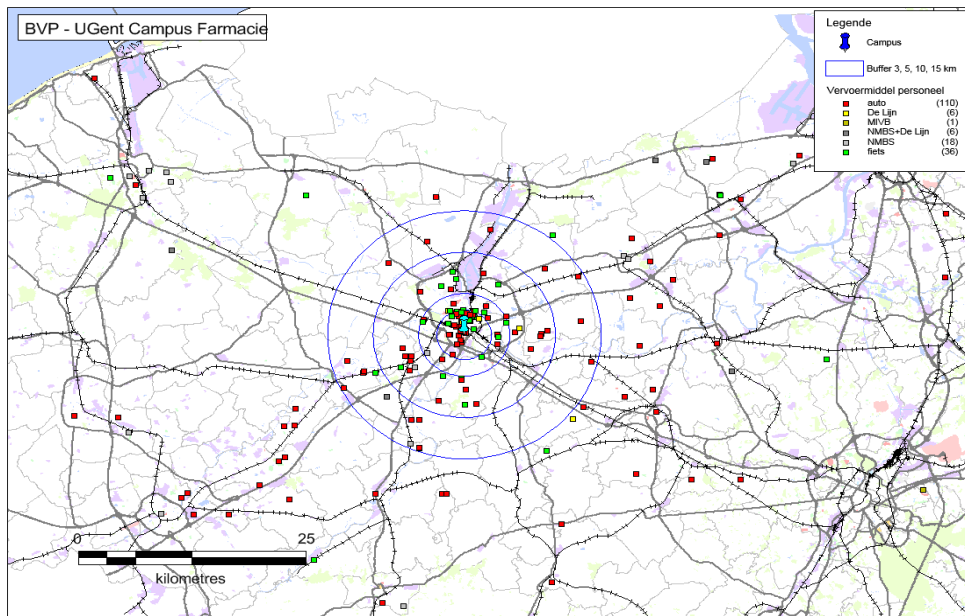 BVP - UGent Campus Farmacie
Legende
Campus
Buffer 3, 5, 10, 15 km
Vervoermiddel personeel
auto (110)
De Lijn (6)
MIVB (1)
NMBS+De Lijn (6)
NMBS (18)
fiets (36)
0 25
kilometres